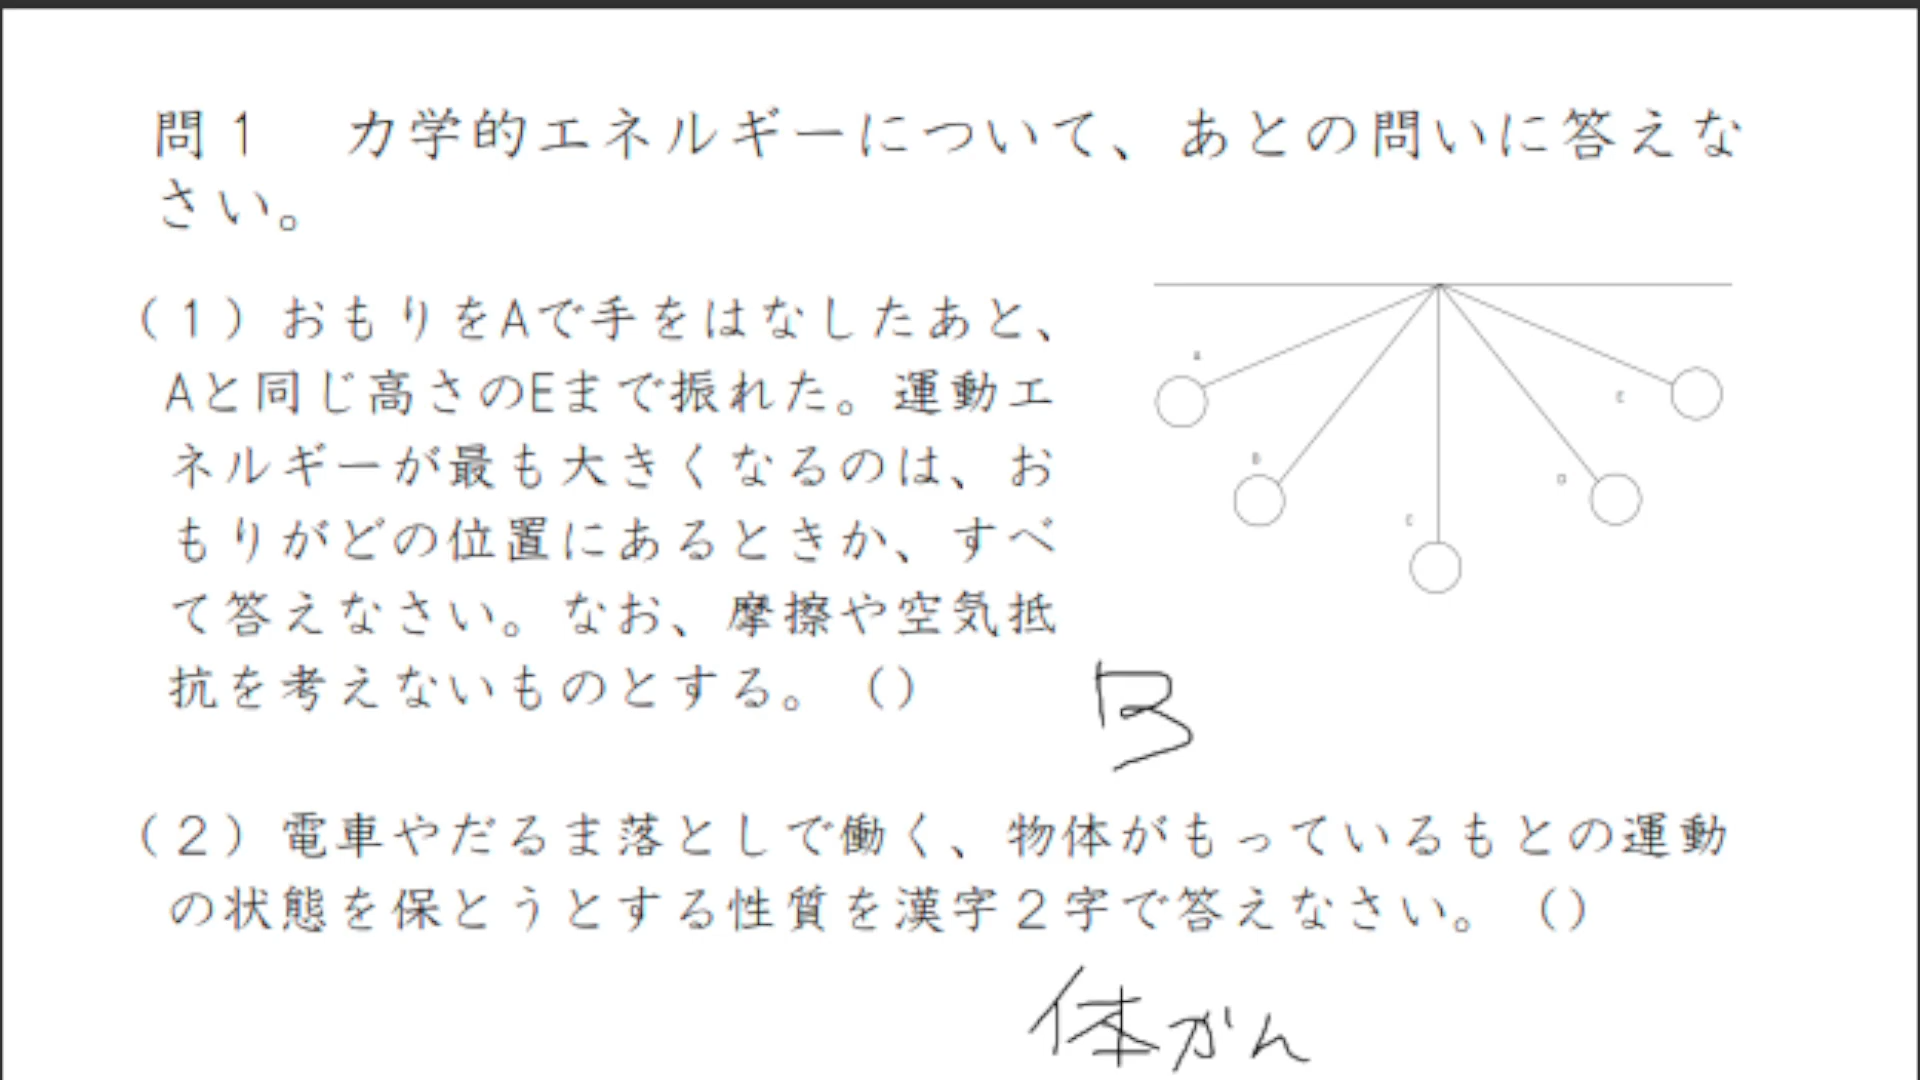 問１　力学的エネルギーについて、あとの問いに答えな
さい。
（１）おもりをAで手をはなしたあと、
Aと同じ高さのEまで振れた。運動エ
ネルギーが最も大きくなるのは、お
もりがどの位置にあるときか、すべ
て答えなさい。なお、摩擦や空気抵
抗を考えないものとする。（）
A
B
C
D
E
B
（２）電車やだるま落としで働く、物体がもっているもとの運動
の状態を保とうとする性質を漢字２字で答えなさい。（）
体がん